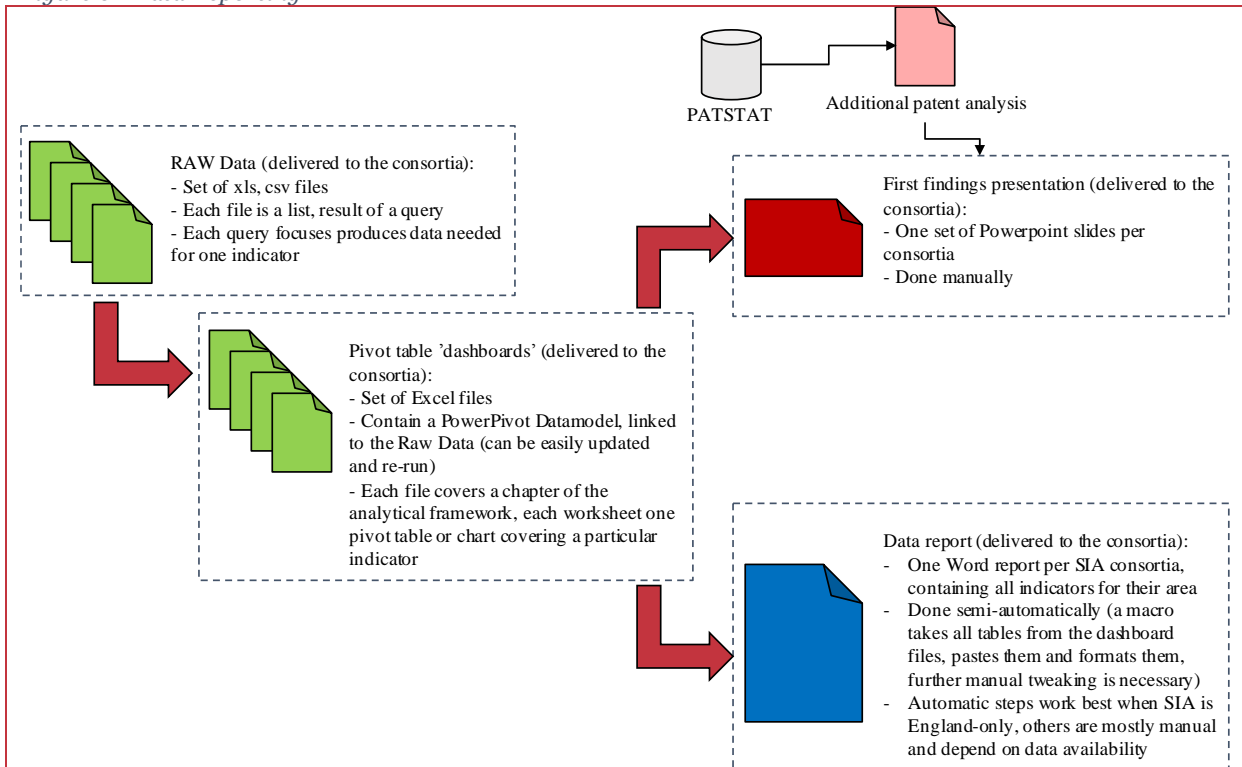 Figure Data Reporting
PATSTAT
Additional patent analysis
RAW Data (delivered to the consortia):
- Set of xls, csv files
- Each file is a list, result of a query
- Each query focuses produces data needed
for one indicator
First findings presentation (delivered to the
consortia):
- One set of Powerpoint slides per
consortia
- Done manually
Pivot table ’dashboards’ (delivered to the
consortia):
- Set of Excel files
- Contain a PowerPivot Datamodel, linked
to the Raw Data (can be easily updated
and re-run)
- Each file covers a chapter of the
analytical framework, each worksheet one
pivot table or chart covering a particular
indicator
Data report (delivered to the consortia):
- One Word report per SIA consortia,
containing all indicators for their area
- Done semi-automatically (a macro
takes all tables from the dashboard
files, pastes them and formats them,
further manual tweaking is necessary)
- Automatic steps work best when SIA is
England-only, others are mostly manual
and depend on data availability